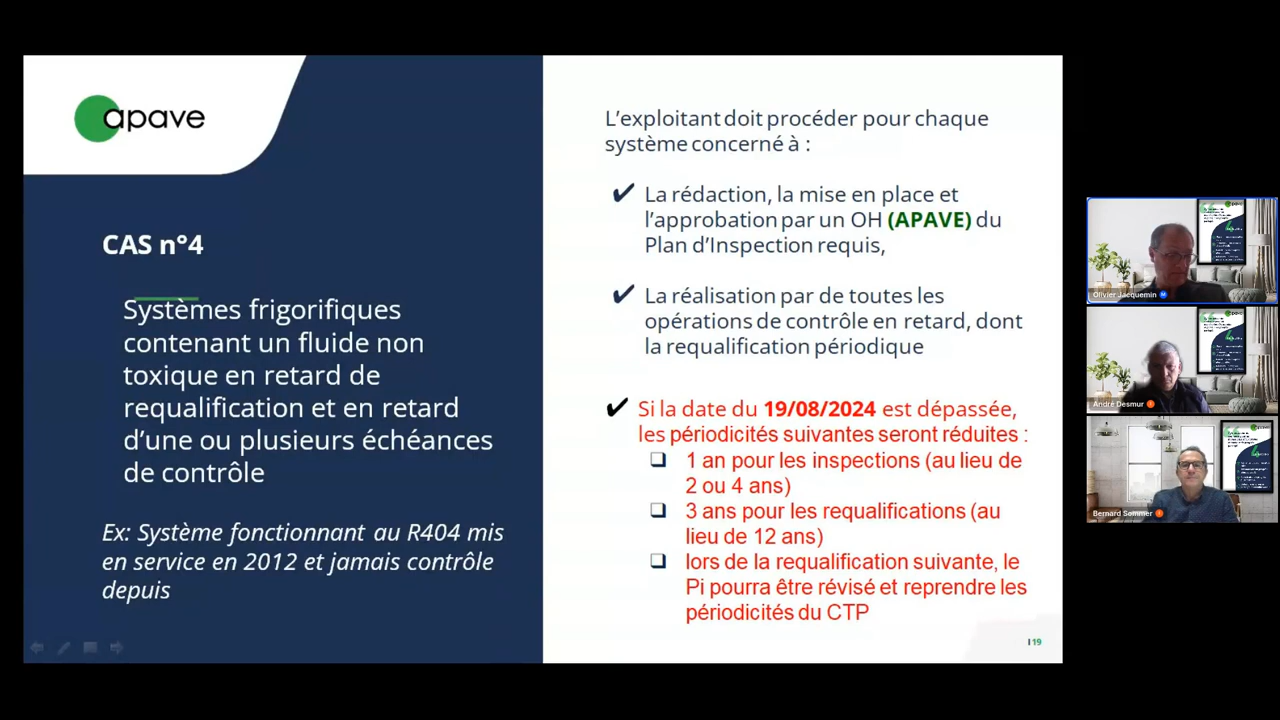 apave
CAS n°4
Systèmes frigorifiques
contenant un fluide non
toxique en retard de
requalification et en retard
d'une ou plusieurs échéances
de contrôle
Ex: Système fonctionnant au R404 mis
en service en 2012 et jamais contrôle
depuis
L'exploitant doit procéder pour chaque
système concerné à :
✔ La rédaction, la mise en place et
l'approbation par un OH (APAVE) du
Plan d'Inspection requis,
✔ La réalisation par de toutes les
opérations de contrôle en retard, dont
la requalification périodique
✔ Si la date du 19/08/2024 est dépassée,
les périodicités suivantes seront réduites :
❑ 1 an pour les inspections (au lieu de
2 ou 4 ans)
❑ 3 ans pour les requalifications (au
lieu de 12 ans)
❑ lors de la requalification suivante, le
Pi pourra être révisé et reprendre les
périodicités du CTP
19
Olivier Jacquemin
André Desmur
Bernard Sommer